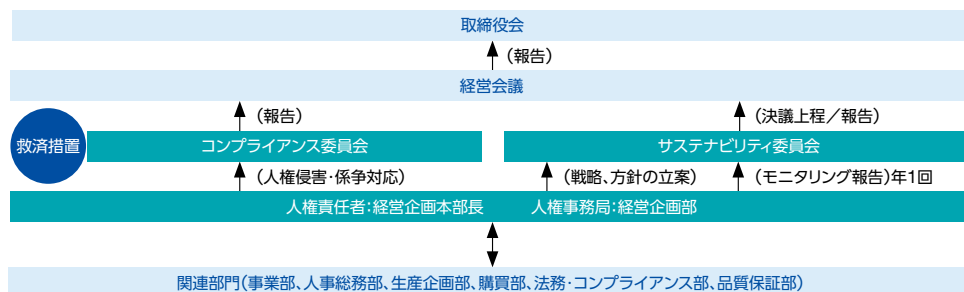 取締役会
(報告)
経営会議
(報告)
(決議上程／報告)
救済措置
コンプライアンス委員会
サステナビリティ委員会
(人権侵害・係争対応)
(戦略、方針の立案)
(モニタリング報告)年1回
人権責任者:経営企画本部長
人権事務局:経営企画部
関連部門(事業部、人事総務部、生産企画部、購買部、法務・コンプライアンス部、品質保証部)